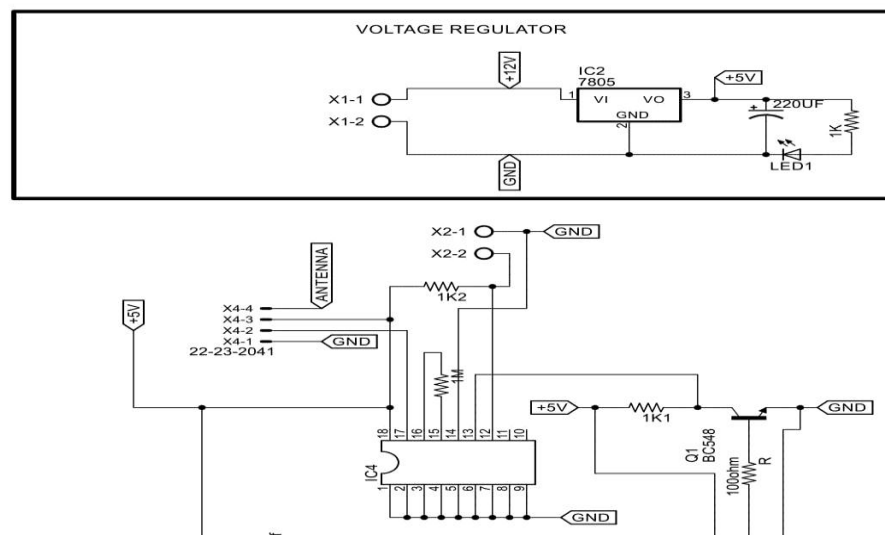 VOLTAGE REGULATOR
+12V
IC2
7805
+5V
X1-1
1
VI
VO
3
220UF
X1-2
GND
2
1K
GND
LED1
X2-1
GND
X2-2
ANTENNA
1K2
+5V
X4-4
X4-3
X4-2
X4-1
GND
22-23-2041
1M
+5V
1K1
GND
18
17
16
15
14
13
12
11
10
IC4
Q1
BC548
100ohm
R
1
2
3
4
5
6
7
8
9
GND